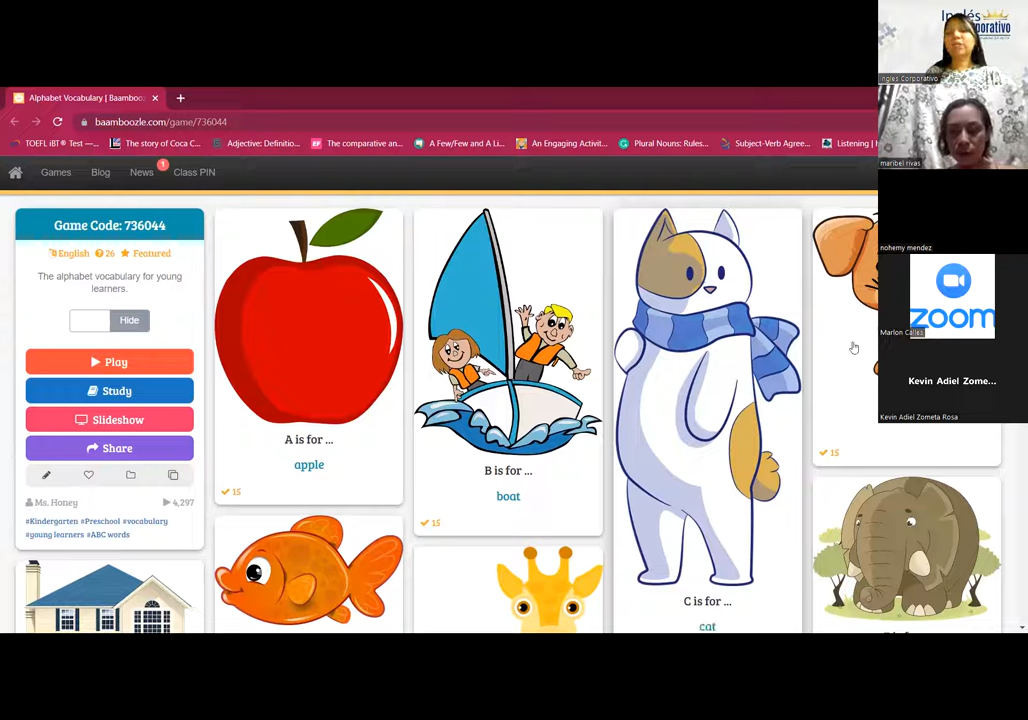 Alphabet Vocabulary | Baambooz
baamboozle.com/game/736044
TOEFL iBT® Test —...
The story of Coca C...
Adjective: Definitio...
The comparative an...
A Few/Few and A Li...
An Engaging Activit...
Plural Nouns: Rules...
Subject-Verb Agree...
Listening |
Games
Blog
News
1
Class PIN
Game Code: 736044
English
26
Featured
The alphabet vocabulary for young
learners.
Hide
Play
Study
Slideshow
Share
Ms. Honey
4,297
#Kindergarten #Preschool #vocabulary
#young learners #ABC words
A is for ...
apple
15
B is for ...
boat
15
C is for ...
cat
15
Inglés
Corporativo
Ingles Corporativo
maribel rivas
nohemy mendez
zoom
Marlon Calles
Kevin Adiel Zome...
Kevin Adiel Zometa Rosa